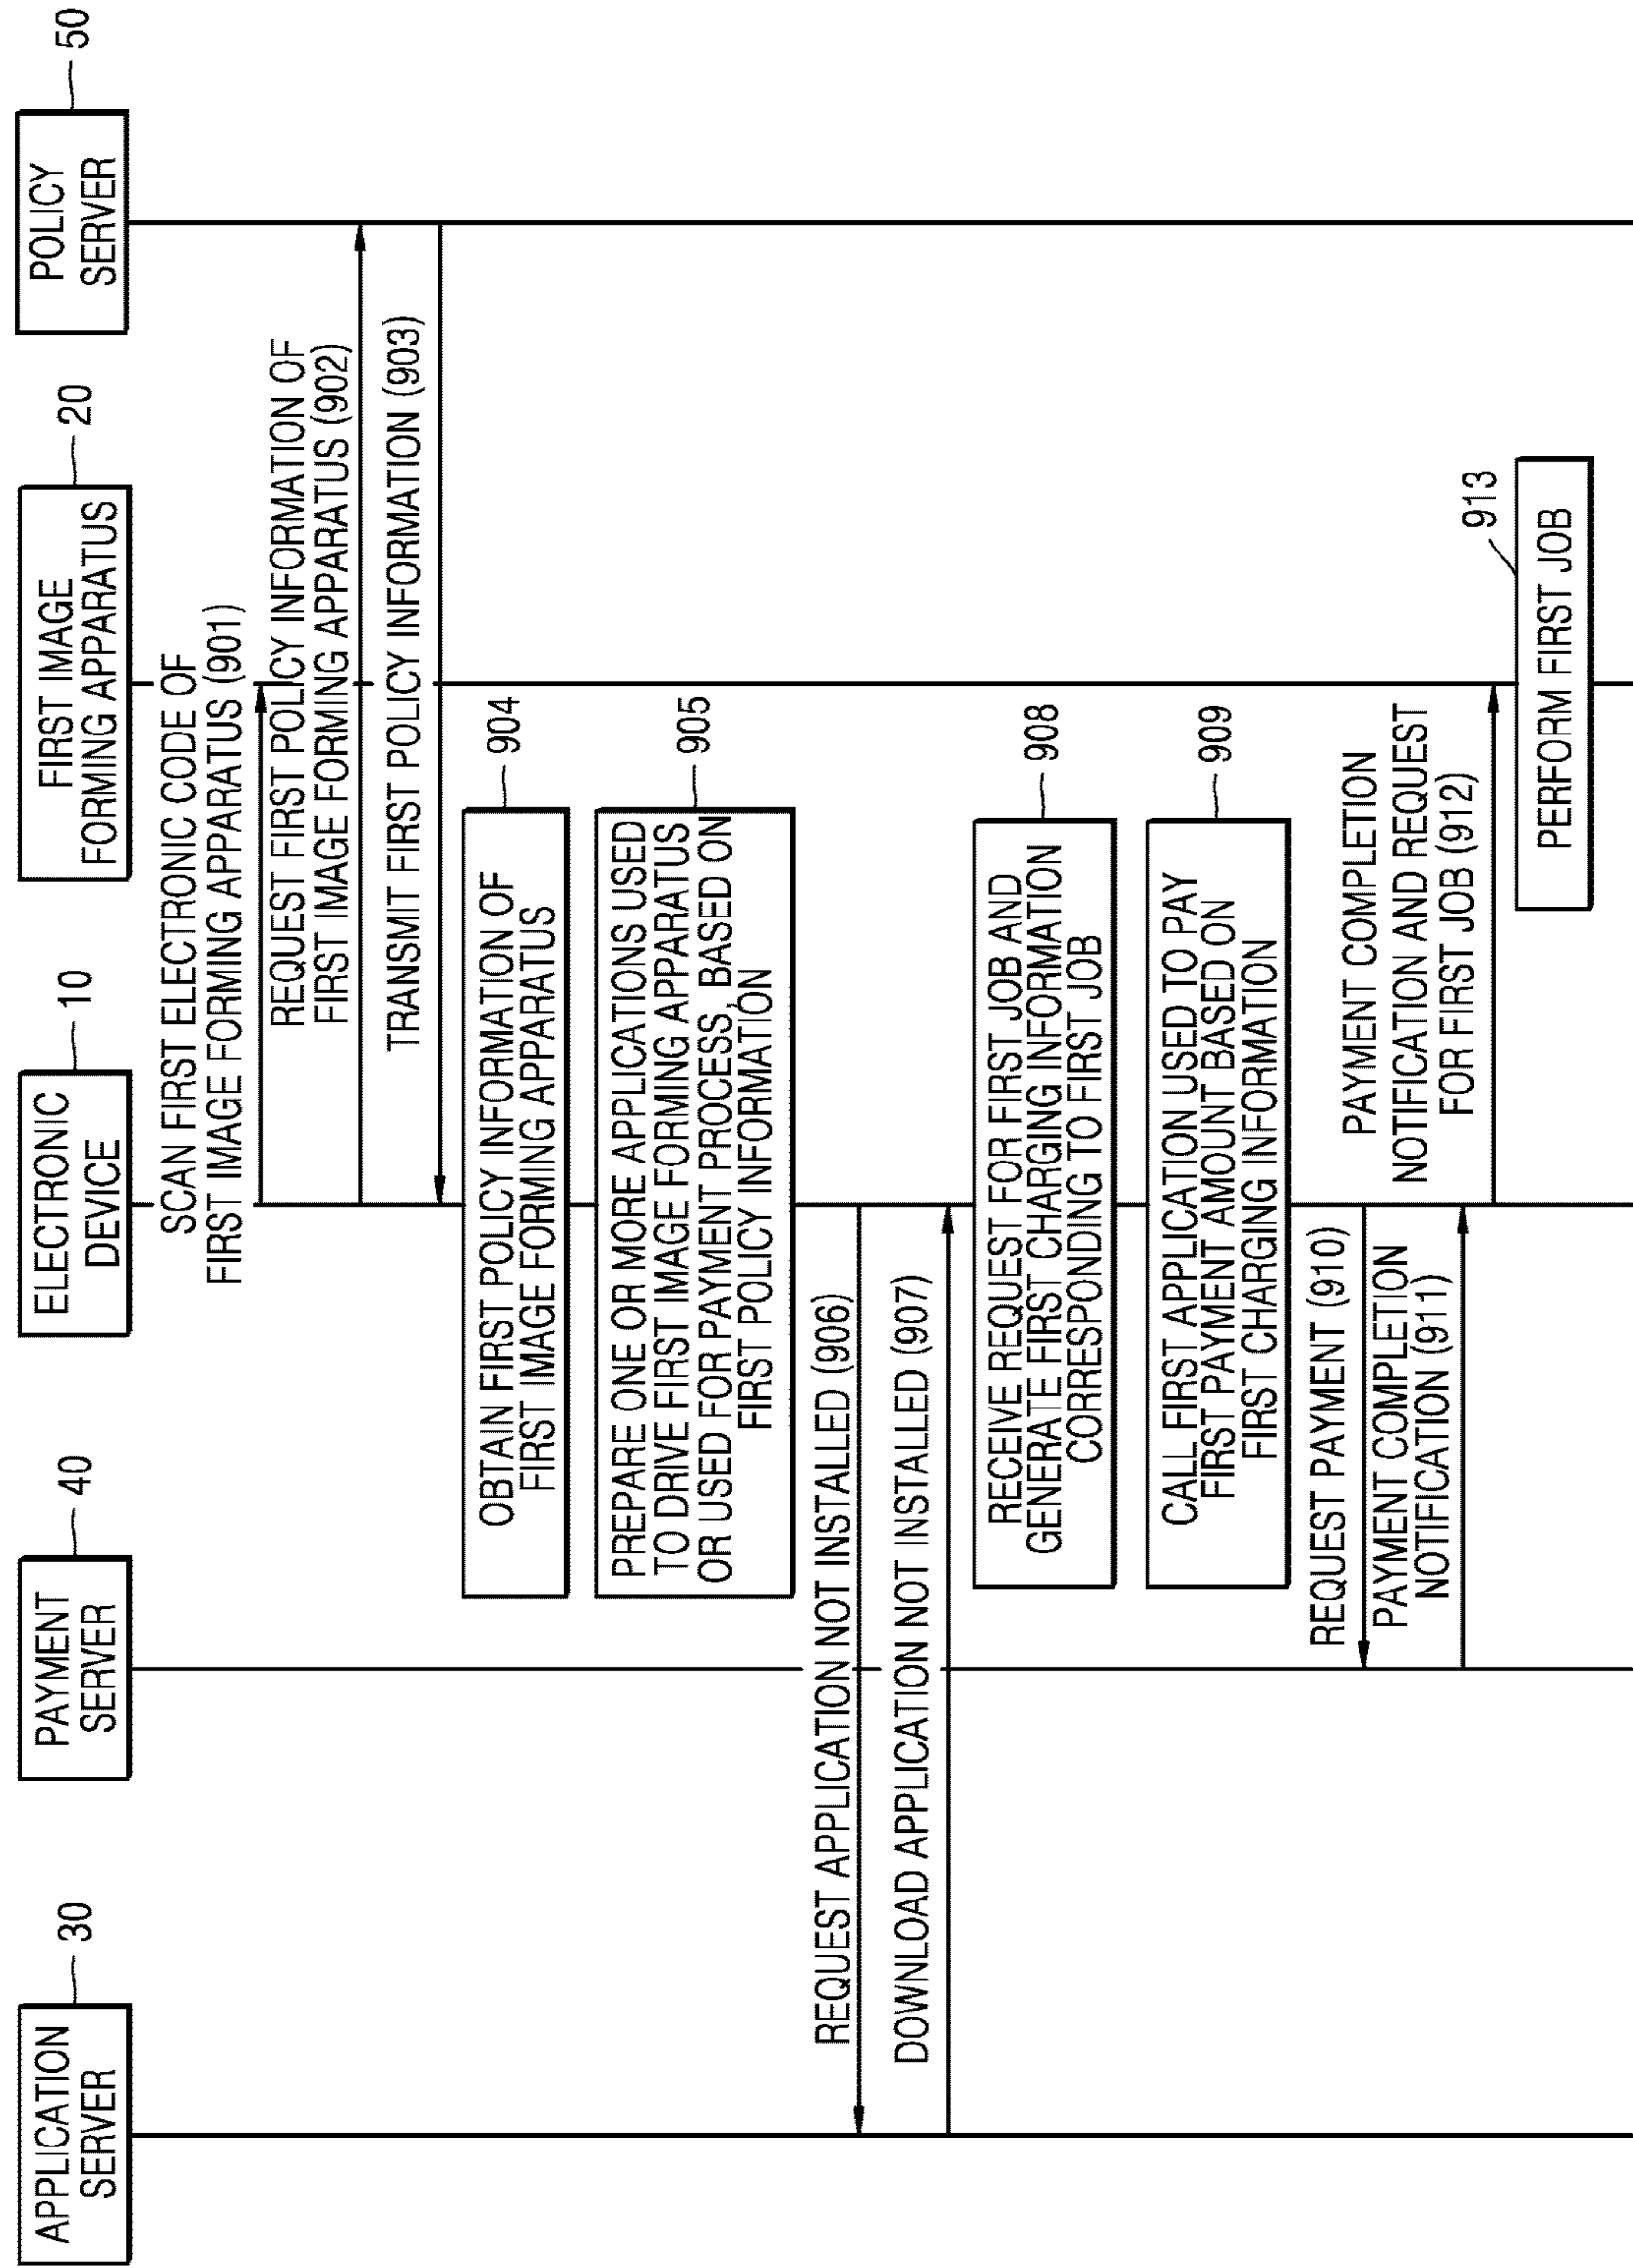 APPLICATION
SERVER
30
PAYMENT
SERVER
40
ELECTRONIC
DEVICE
10
FIRST IMAGE
FORMING APPARATUS
20
POLICY
SERVER
50
SCAN FIRST ELECTRONIC CODE OF
FIRST IMAGE FORMING APPARATUS (901)
REQUEST FIRST POLICY INFORMATION OF
FIRST IMAGE FORMING APPARATUS (902)
TRANSMIT FIRST POLICY INFORMATION (903)
OBTAIN FIRST POLICY INFORMATION OF
FIRST IMAGE FORMING APPARATUS
904
PREPARE ONE OR MORE APPLICATIONS USED
TO DRIVE FIRST IMAGE FORMING APPARATUS
OR USED FOR PAYMENT PROCESS, BASED ON
FIRST POLICY INFORMATION
905
REQUEST APPLICATION NOT INSTALLED (906)
DOWNLOAD APPLICATION NOT INSTALLED (907)
RECEIVE REQUEST FOR FIRST JOB AND
GENERATE FIRST CHARGING INFORMATION
CORRESPONDING TO FIRST JOB
908
CALL FIRST APPLICATION USED TO PAY
FIRST PAYMENT AMOUNT BASED ON
FIRST CHARGING INFORMATION
909
REQUEST PAYMENT (910)
PAYMENT COMPLETION
NOTIFICATION (911)
PAYMENT COMPLETION
NOTIFICATION AND REQUEST
FOR FIRST JOB (912)
PERFORM FIRST JOB
913